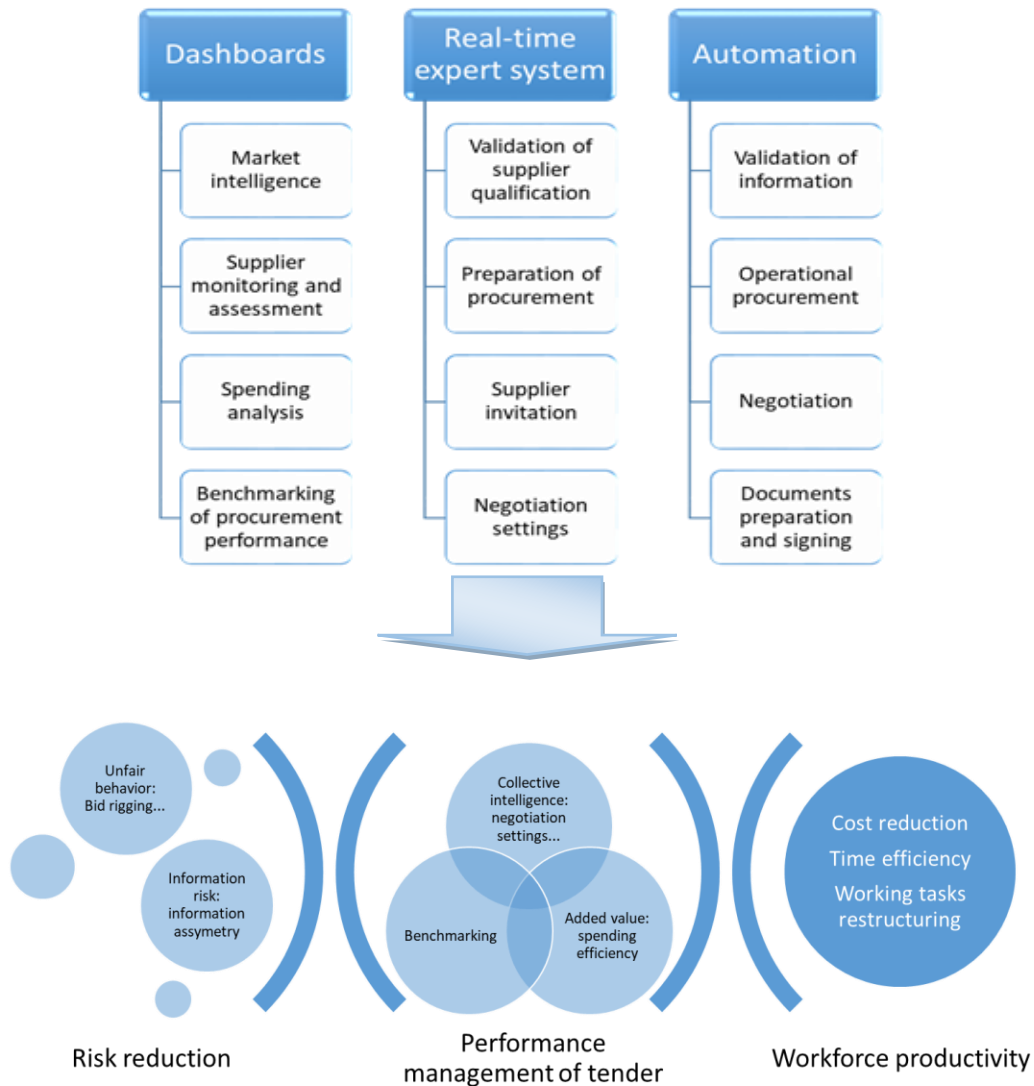 Dashboards
Market
intelligence
Supplier
monitoring and
assessment
Spending
analysis
Benchmarking
of procurement
performance
Real-time
expert system
Validation of
supplier
qualification
Preparation of
procurement
Supplier
invitation
Negotiation
settings
Automation
Validation of
information
Operational
procurement
Negotiation
Documents
preparation
and signing
Unfair
behavior:
Bid rigging...
Information
risk:
information
assymetry
Risk reduction
Collective
intelligence:
negotiation
settings...
Benchmarking
Added value:
spending
efficiency
Performance
management of tender
Cost reduction
Time efficiency
Working tasks
restructuring
Workforce productivity